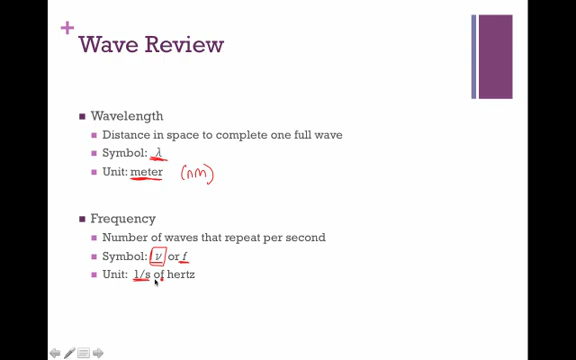 +
Wave Review
Wavelength
Distance in space to complete one full wave
Symbol: λ
Unit: meter (nm)
Frequency
Number of waves that repeat per second
Symbol: ν or f
Unit: 1/s of hertz